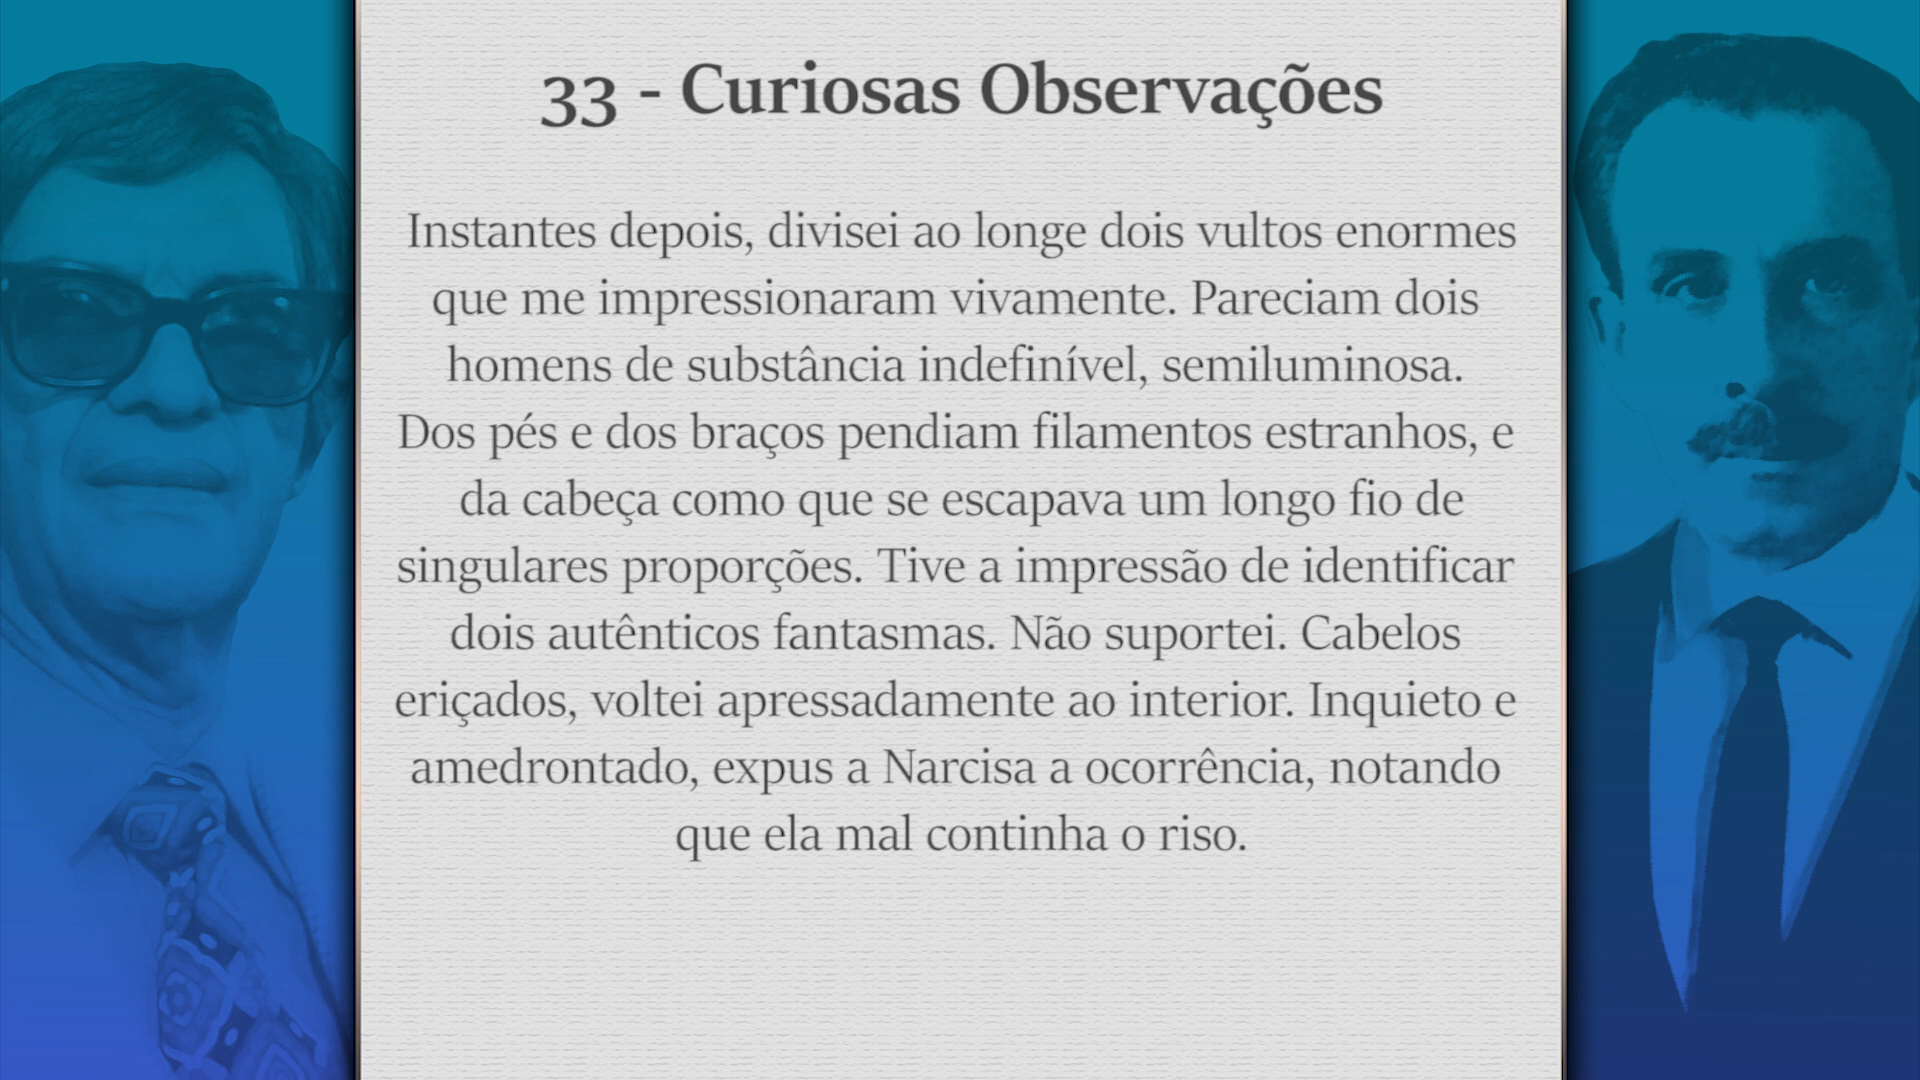 33 - Curiosas Observações
Instantes depois, divisei ao longe dois vultos enormes
que me impressionaram vivamente. Pareciam dois
homens de substância indefinível, semiluminosa.
Dos pés e dos braços pendiam filamentos estranhos, e
da cabeça como que se escapava um longo fio de
singulares proporções. Tive a impressão de identificar
dois autênticos fantasmas. Não suportei. Cabelos
eriçados, voltei apressadamente ao interior. Inquieto e
amedrontado, expus a Narcisa a ocorrência, notando
que ela mal continha o riso.